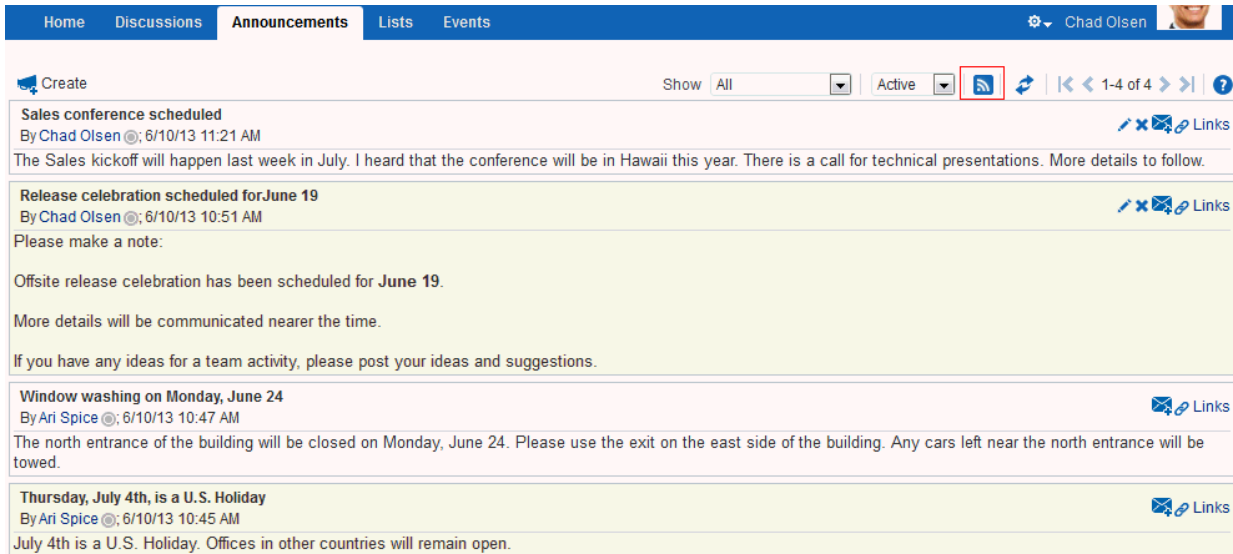 Home Discussions Announcements Lists Events Chad Olsen
Create Show All Active 1-4 of 4 ?
Sales conference scheduled
By Chad Olsen ; 6/10/13 11:21 AM Links
The Sales kickoff will happen last week in July. I heard that the conference will be in Hawaii this year. There is a call for technical presentations. More details to follow.
Release celebration scheduled forJune 19
By Chad Olsen ; 6/10/13 10:51 AM Links
Please make a note:
Offsite release celebration has been scheduled for June 19.
More details will be communicated nearer the time.
If you have any ideas for a team activity, please post your ideas and suggestions.
Window washing on Monday, June 24
By Ari Spice ; 6/10/13 10:47 AM Links
The north entrance of the building will be closed on Monday, June 24. Please use the exit on the east side of the building. Any cars left near the north entrance will be
towed.
Thursday, July 4th, is a U.S. Holiday
By Ari Spice ; 6/10/13 10:45 AM Links
July 4th is a U.S. Holiday. Offices in other countries will remain open.